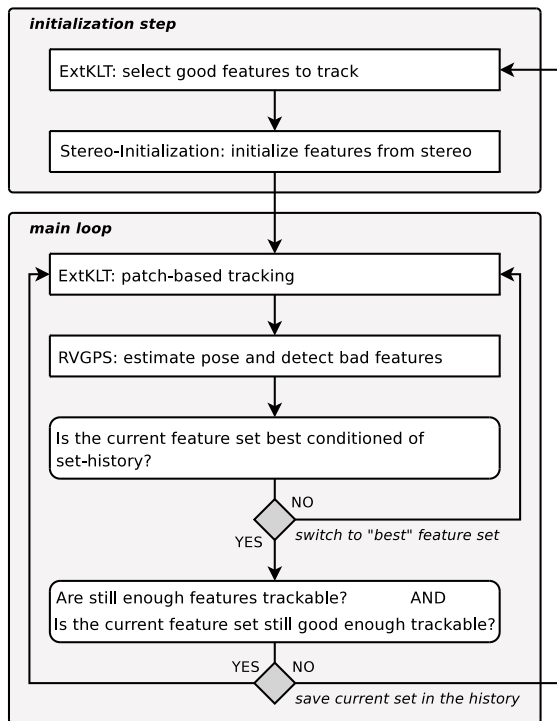 initialization step
ExtKLT: select good features to track
Stereo-Initialization: initialize features from stereo
main loop
ExtKLT: patch-based tracking
RVGPS: estimate pose and detect bad features
Is the current feature set best conditioned of
set-history?
NO
YES
switch to "best" feature set
Are still enough features trackable? AND
Is the current feature set still good enough trackable?
YES NO
save current set in the history